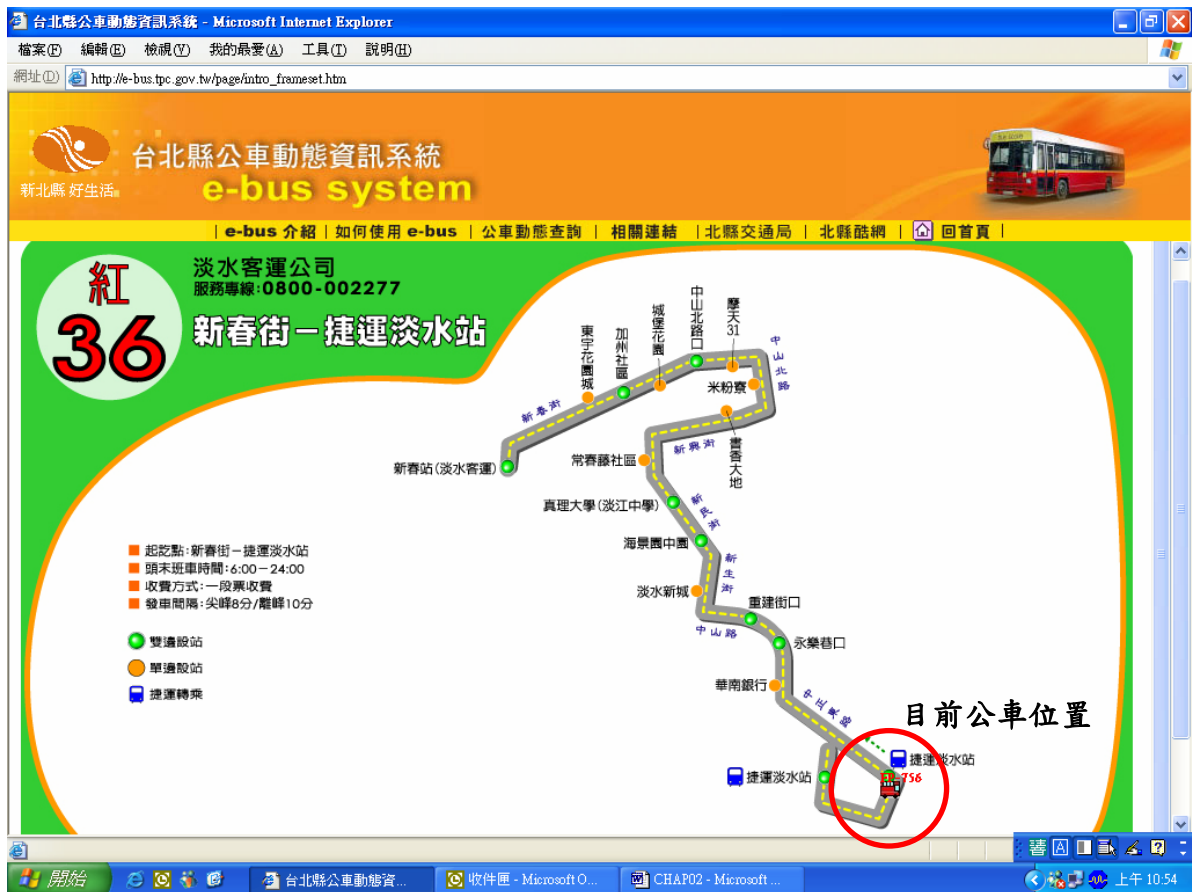 台北縣公車動態資訊系統 - Microsoft Internet Explorer
檔案(F) 編輯(E) 檢視(V) 我的最愛(A) 工具(T) 說明(H)
網址(D) http://e-bus.tpc.gov.tw/page/intro_frameset.htm
台北縣公車動態資訊系統
e-bus system
新北縣 好生活
| e-bus 介紹 | 如何使用 e-bus | 公車動態查詢 | 相關連結 | 北縣交通局 | 北縣酷網 | 回首頁 |
紅
36
淡水客運公司
服務專線:0800-002277
新春街－捷運淡水站
中山北路口
摩天31
城堡花園
加州社區
東宇花園城
中山北路
米粉寮
新春街
書香大地
新興街
常春藤社區
新春站(淡水客運)
真理大學(淡江中學)
新民街
海景園中園
新生街
淡水新城
重建街口
中山路
永樂巷口
華南銀行
中正東路
起訖點:新春街－捷運淡水站
頭末班車時間:6:00－24:00
收費方式:一段票收費
發車間隔:尖峰8分/離峰10分
雙邊設站
單邊設站
捷運轉乘
目前公車位置
捷運淡水站
捷運淡水站
開始
台北縣公車動態資...
收件匣 - Microsoft O...
CHAP02 - Microsoft ...
上午 10:54